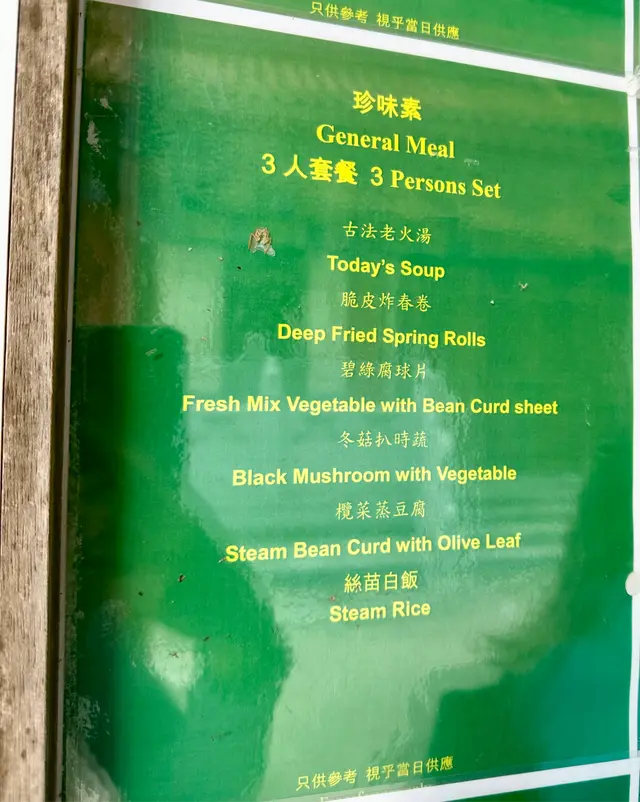 只供參考 視乎當日供應
珍味素
General Meal
3 人套餐 3 Persons Set
古法老火湯
Today's Soup
脆皮炸春卷
Deep Fried Spring Rolls
碧綠腐球片
Fresh Mix Vegetable with Bean Curd sheet
冬菇扒時蔬
Black Mushroom with Vegetable
欖菜蒸豆腐
Steam Bean Curd with Olive Leaf
絲苗白飯
Steam Rice
只供參考 視乎當日供應